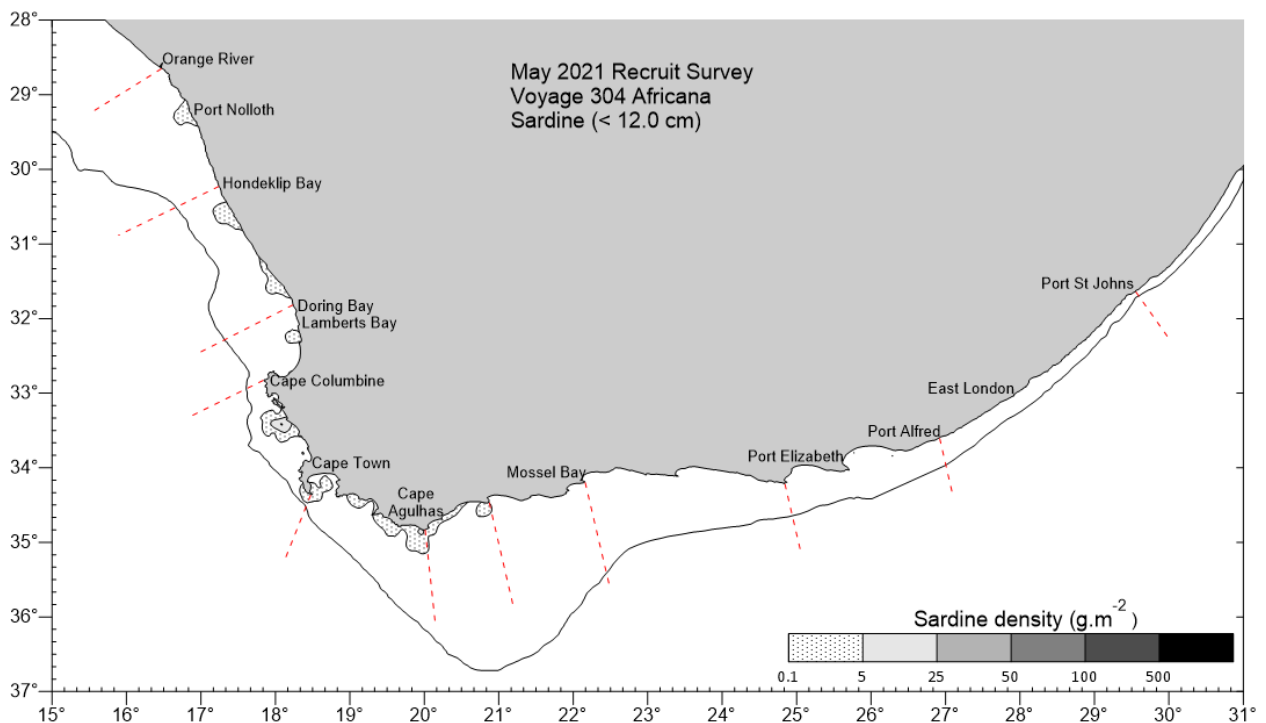 28°
29°
30°
31°
32°
33°
34°
35°
36°
37°
May 2021 Recruit Survey
Voyage 304 Africana
Sardine (< 12.0 cm)
Orange River
Port Nolloth
Hondeklip Bay
Doring Bay
Lamberts Bay
Cape Columbine
Cape Town
Cape
Agulhas
Mossel Bay
Port Elizabeth
Port Alfred
East London
Port St Johns
Sardine density (g.m⁻²)
0.1 5 25 50 100 500
15° 16° 17° 18° 19° 20° 21° 22° 23° 24° 25° 26° 27° 28° 29° 30° 31°